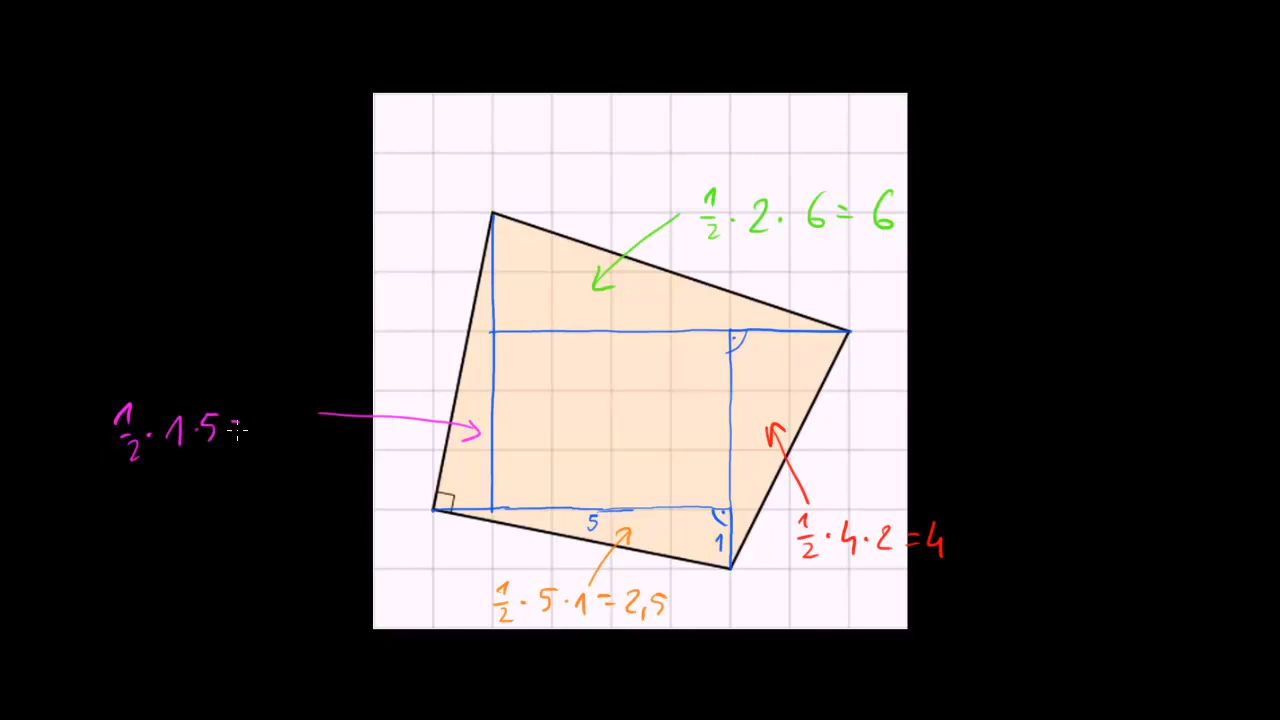 ½ · 2 · 6 = 6
½ · 1 · 5 =
5
1
½ · 4 · 2 = 4
½ · 5 · 1 = 2,5